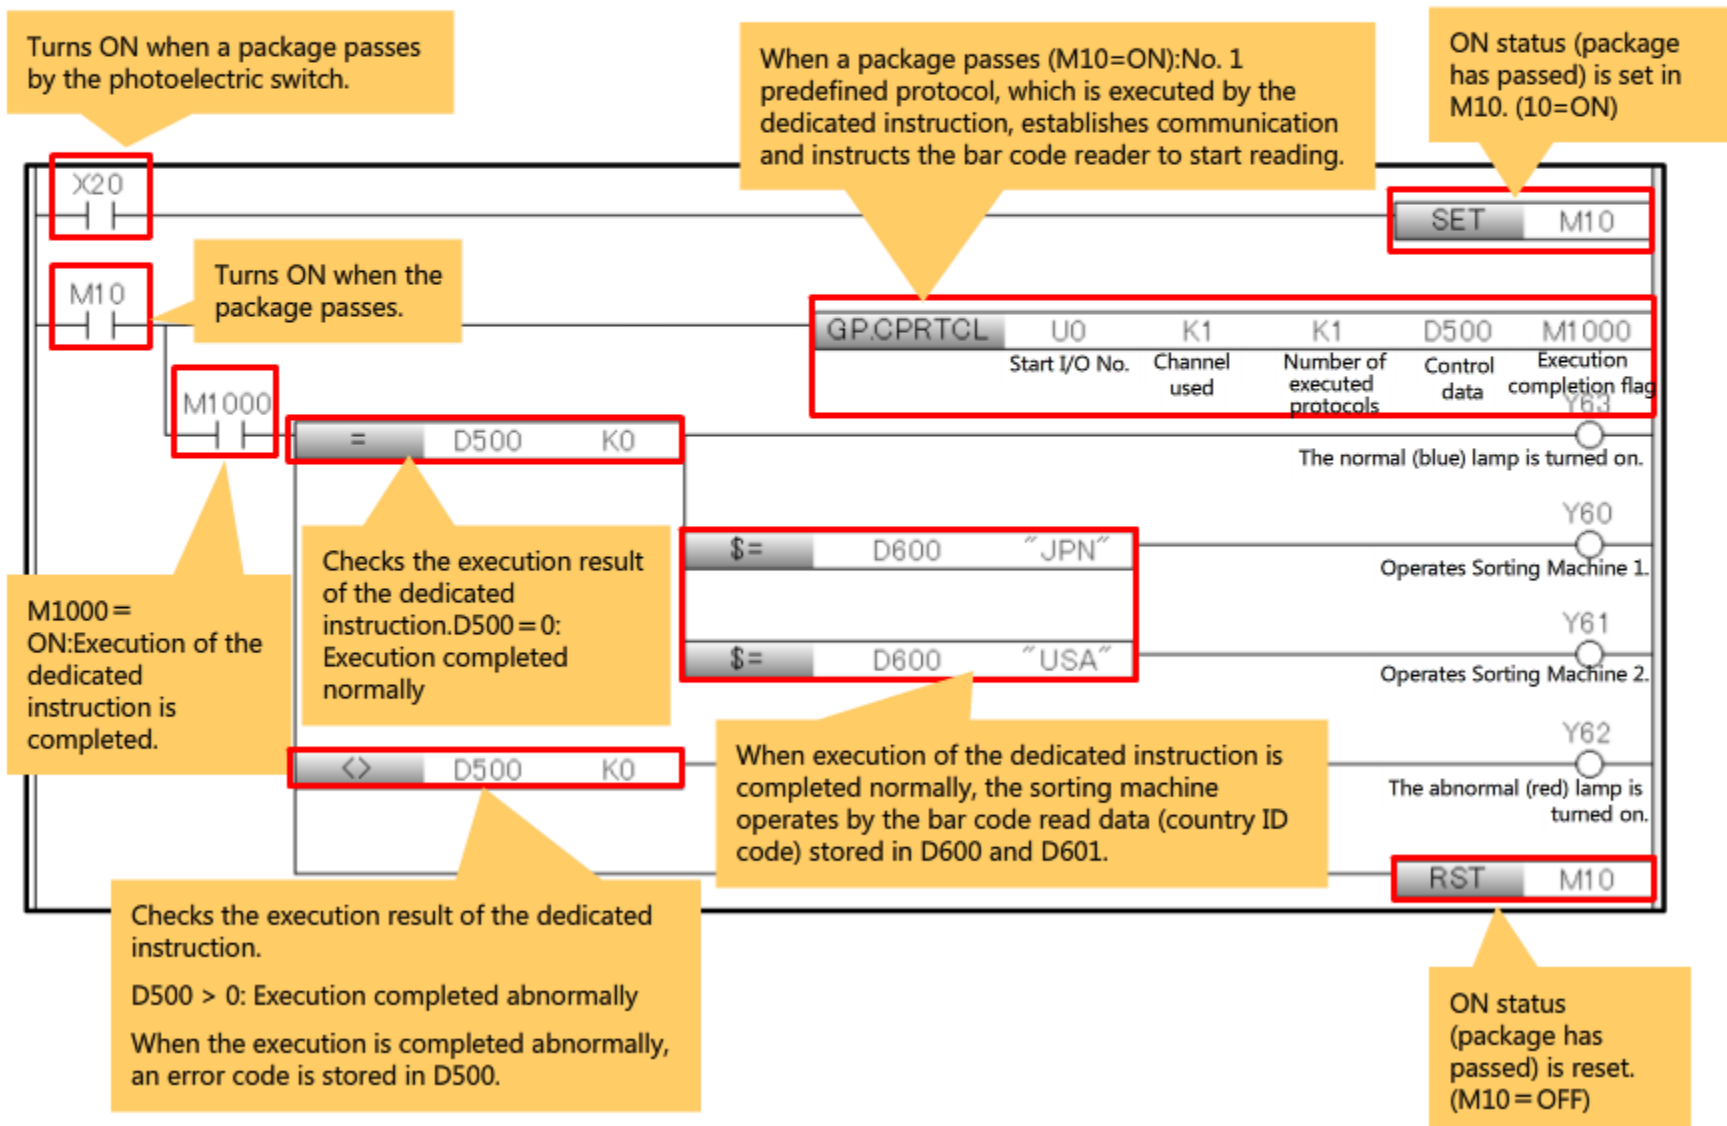 Turns ON when a package passes
by the photoelectric switch.
When a package passes (M10=ON):No. 1
predefined protocol, which is executed by the
dedicated instruction, establishes communication
and instructs the bar code reader to start reading.
ON status (package
has passed) is set in
M10. (10=ON)
X20
SET M10
M10
Turns ON when the
package passes.
GP.CPRTCL U0 K1 K1 D500 M1000
Start I/O No.
Channel
used
Number of
executed
protocols
Control
data
Execution
completion flag
M1000
= D500 K0
Y63
The normal (blue) lamp is turned on.
$= D600 "JPN"
Y60
Operates Sorting Machine 1.
Checks the execution result
of the dedicated
instruction.D500=0:
Execution completed
normally
M1000=
ON:Execution of the
dedicated
instruction is
completed.
$= D600 "USA"
Y61
Operates Sorting Machine 2.
<> D500 K0
When execution of the dedicated instruction is
completed normally, the sorting machine
operates by the bar code read data (country ID
code) stored in D600 and D601.
Y62
The abnormal (red) lamp is
turned on.
RST M10
Checks the execution result of the dedicated
instruction.
D500 > 0: Execution completed abnormally
When the execution is completed abnormally,
an error code is stored in D500.
ON status
(package has
passed) is reset.
(M10=OFF)